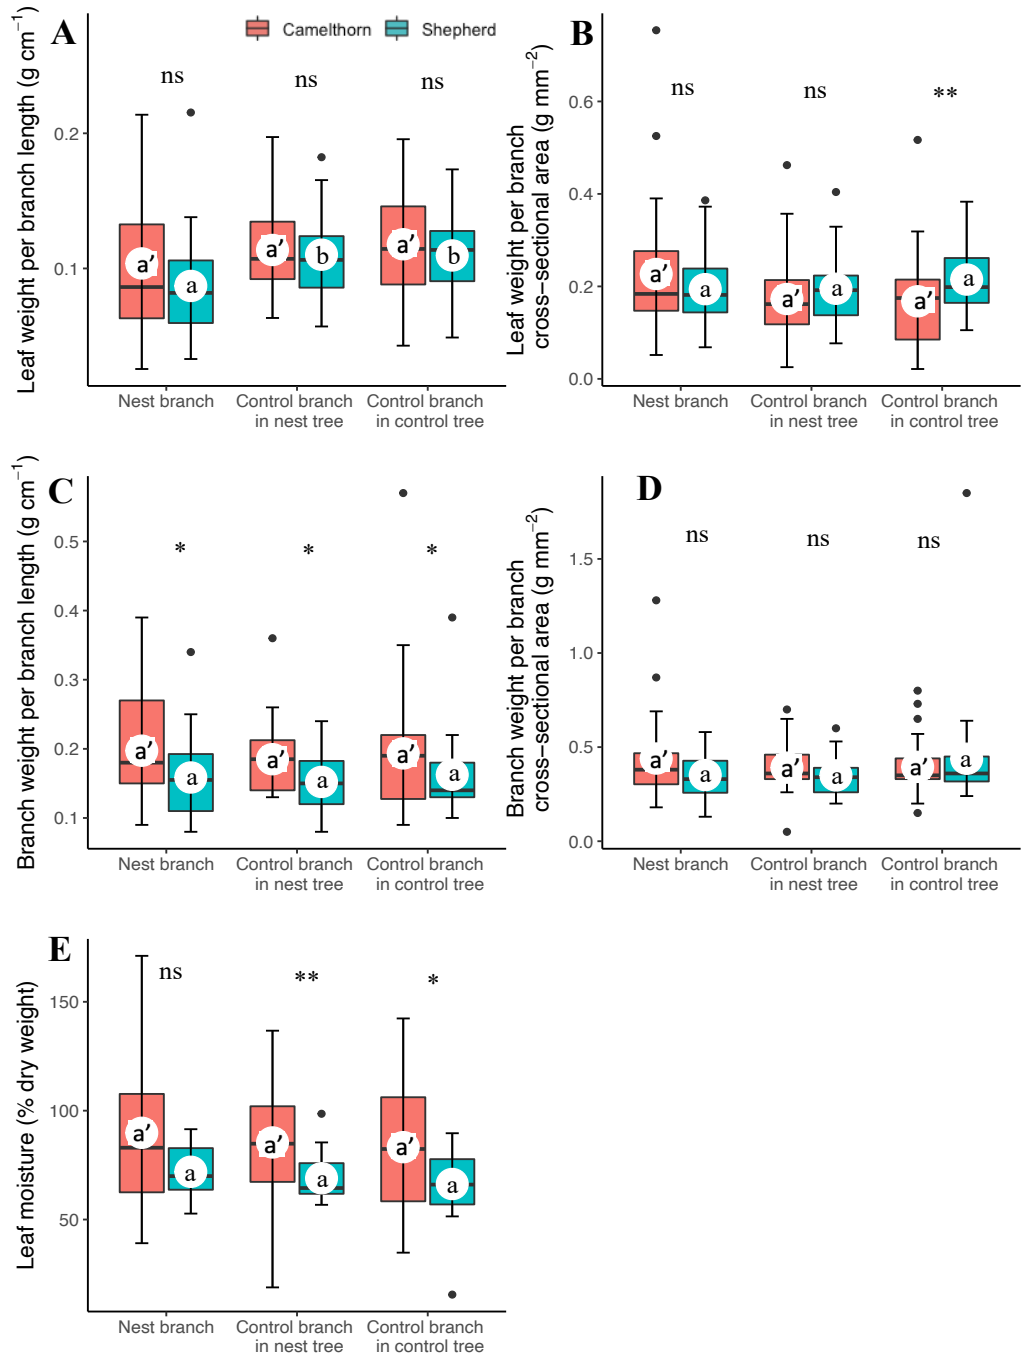 A
Camelthorn
Shepherd
Leaf weight per branch length (g cm−1)
0.2
0.1
ns
ns
ns
a’
a
a’
b
a’
b
Nest branch
Control branch
in nest tree
Control branch
in control tree
B
Leaf weight per branch
cross−sectional area (g mm−2)
0.6
0.4
0.2
0.0
ns
ns
**
a’
a
a’
a
a’
a
Nest branch
Control branch
in nest tree
Control branch
in control tree
C
Branch weight per branch length (g cm−1)
0.5
0.4
0.3
0.2
0.1
*
*
*
a’
a
a’
a
a’
a
Nest branch
Control branch
in nest tree
Control branch
in control tree
D
Branch weight per branch
cross−sectional area (g mm−2)
1.5
1.0
0.5
0.0
ns
ns
ns
a’
a
a’
a
a’
a
Nest branch
Control branch
in nest tree
Control branch
in control tree
E
Leaf moisture (% dry weight)
150
100
50
ns
**
*
a’
a
a’
a
a’
a
Nest branch
Control branch
in nest tree
Control branch
in control tree